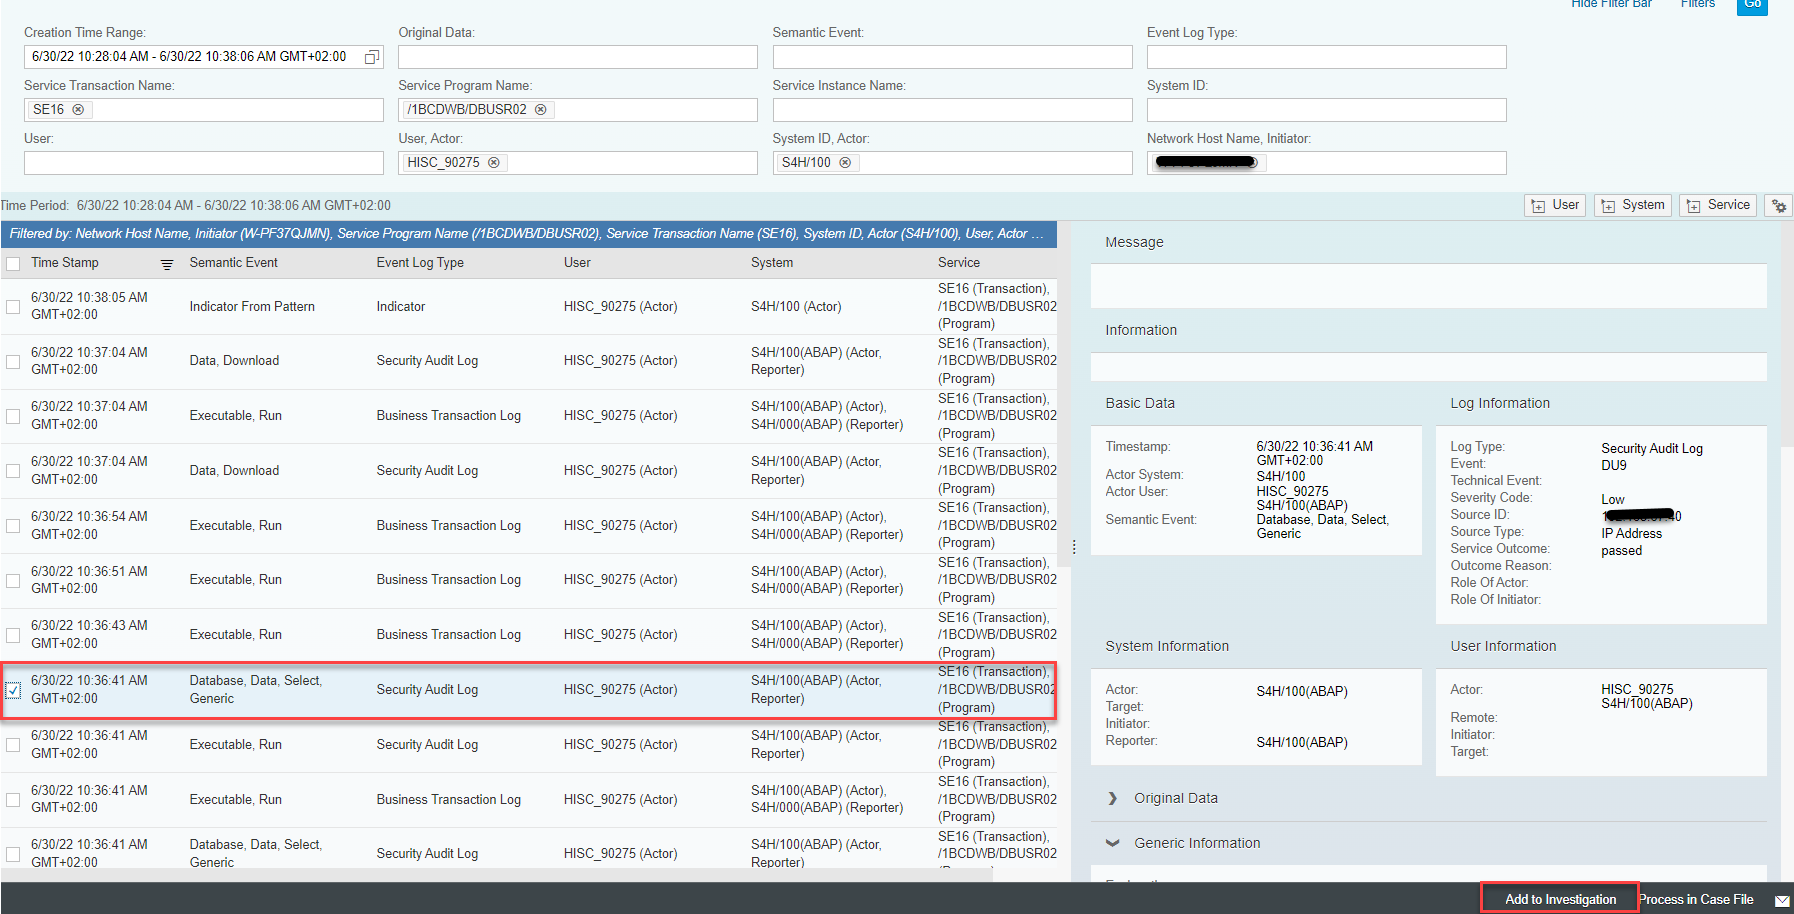 Hide Filter Bar Filters Go
Creation Time Range: Original Data: Semantic Event: Event Log Type:
6/30/22 10:28:04 AM - 6/30/22 10:38:06 AM GMT+02:00
Service Transaction Name: Service Program Name: Service Instance Name: System ID:
SE16 /1BCDWB/DBUSR02
User: User, Actor: System ID, Actor: Network Host Name, Initiator:
HISC_90275 S4H/100
Time Period: 6/30/22 10:28:04 AM - 6/30/22 10:38:06 AM GMT+02:00
User System Service
Filtered by: Network Host Name, Initiator (W-PF37QJMN), Service Program Name (/1BCDWB/DBUSR02), Service Transaction Name (SE16), System ID, Actor (S4H/100), User, Actor ...
Time Stamp Semantic Event Event Log Type User System Service
6/30/22 10:38:05 AM GMT+02:00 Indicator From Pattern Indicator HISC_90275 (Actor) S4H/100 (Actor) SE16 (Transaction), /1BCDWB/DBUSR02 (Program)
6/30/22 10:37:04 AM GMT+02:00 Data, Download Security Audit Log HISC_90275 (Actor) S4H/100(ABAP) (Actor, Reporter) SE16 (Transaction), /1BCDWB/DBUSR02 (Program)
6/30/22 10:37:04 AM GMT+02:00 Executable, Run Business Transaction Log HISC_90275 (Actor) S4H/100(ABAP) (Actor), S4H/000(ABAP) (Reporter) SE16 (Transaction), /1BCDWB/DBUSR02 (Program)
6/30/22 10:37:04 AM GMT+02:00 Data, Download Security Audit Log HISC_90275 (Actor) S4H/100(ABAP) (Actor, Reporter) SE16 (Transaction), /1BCDWB/DBUSR02 (Program)
6/30/22 10:36:54 AM GMT+02:00 Executable, Run Business Transaction Log HISC_90275 (Actor) S4H/100(ABAP) (Actor), S4H/000(ABAP) (Reporter) SE16 (Transaction), /1BCDWB/DBUSR02 (Program)
6/30/22 10:36:51 AM GMT+02:00 Executable, Run Business Transaction Log HISC_90275 (Actor) S4H/100(ABAP) (Actor), S4H/000(ABAP) (Reporter) SE16 (Transaction), /1BCDWB/DBUSR02 (Program)
6/30/22 10:36:43 AM GMT+02:00 Executable, Run Business Transaction Log HISC_90275 (Actor) S4H/100(ABAP) (Actor), S4H/000(ABAP) (Reporter) SE16 (Transaction), /1BCDWB/DBUSR02 (Program)
6/30/22 10:36:41 AM GMT+02:00 Database, Data, Select, Generic Security Audit Log HISC_90275 (Actor) S4H/100(ABAP) (Actor, Reporter) SE16 (Transaction), /1BCDWB/DBUSR02 (Program)
6/30/22 10:36:41 AM GMT+02:00 Executable, Run Security Audit Log HISC_90275 (Actor) S4H/100(ABAP) (Actor, Reporter) SE16 (Transaction), /1BCDWB/DBUSR02 (Program)
6/30/22 10:36:41 AM GMT+02:00 Executable, Run Business Transaction Log HISC_90275 (Actor) S4H/100(ABAP) (Actor), S4H/000(ABAP) (Reporter) SE16 (Transaction), /1BCDWB/DBUSR02 (Program)
6/30/22 10:36:41 AM GMT+02:00 Database, Data, Select, Generic Security Audit Log HISC_90275 (Actor) S4H/100(ABAP) (Actor, Reporter) SE16 (Transaction), /1BCDWB/DBUSR02
Message
Information
Basic Data
Timestamp: 6/30/22 10:36:41 AM
GMT+02:00
Actor System: S4H/100
Actor User: HISC_90275
S4H/100(ABAP)
Semantic Event: Database, Data, Select,
Generic
Log Information
Log Type: Security Audit Log
Event: DU9
Technical Event:
Severity Code: Low
Source ID:
Source Type: IP Address
Service Outcome: passed
Outcome Reason:
Role Of Actor:
Role Of Initiator:
System Information
Actor: S4H/100(ABAP)
Target:
Initiator:
Reporter: S4H/100(ABAP)
User Information
Actor: HISC_90275
S4H/100(ABAP)
Remote:
Initiator:
Target:
Original Data
Generic Information
Add to Investigation Process in Case File